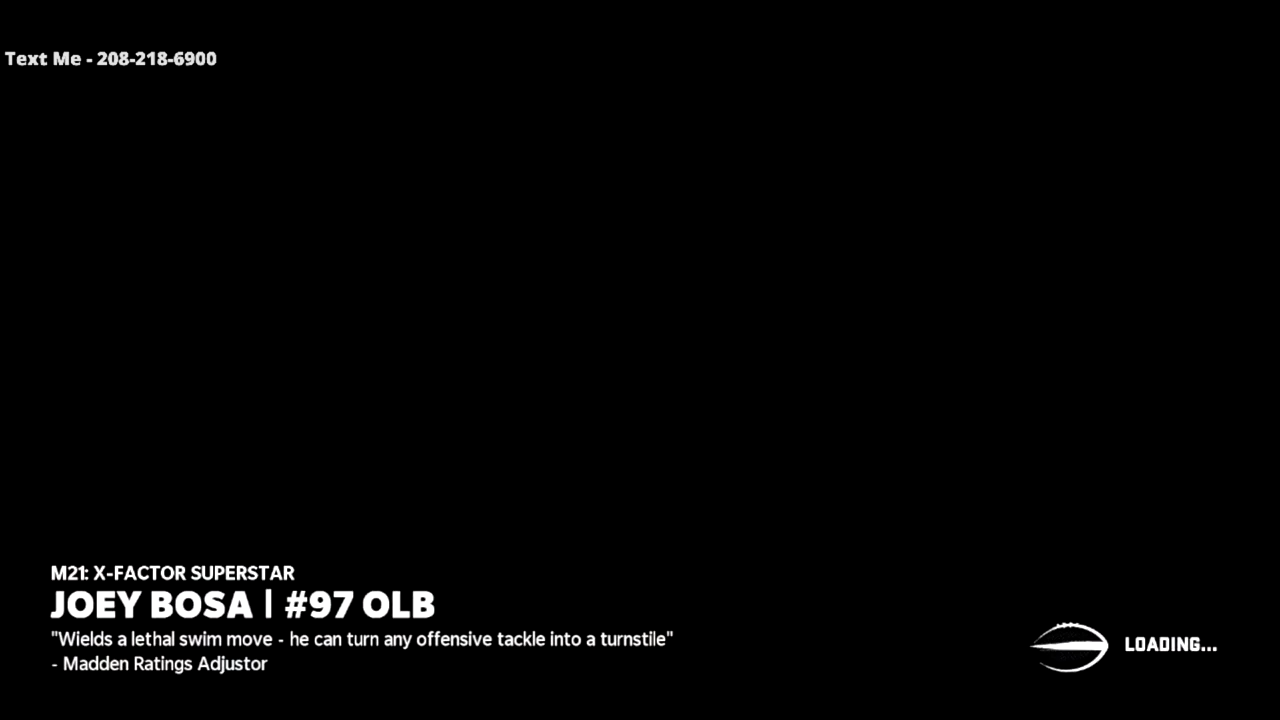 Text Me - 208-218-6900
M21: X-FACTOR SUPERSTAR
JOEY BOSA | #97 OLB
"Wields a lethal swim move - he can turn any offensive tackle into a turnstile"
- Madden Ratings Adjustor
LOADING...